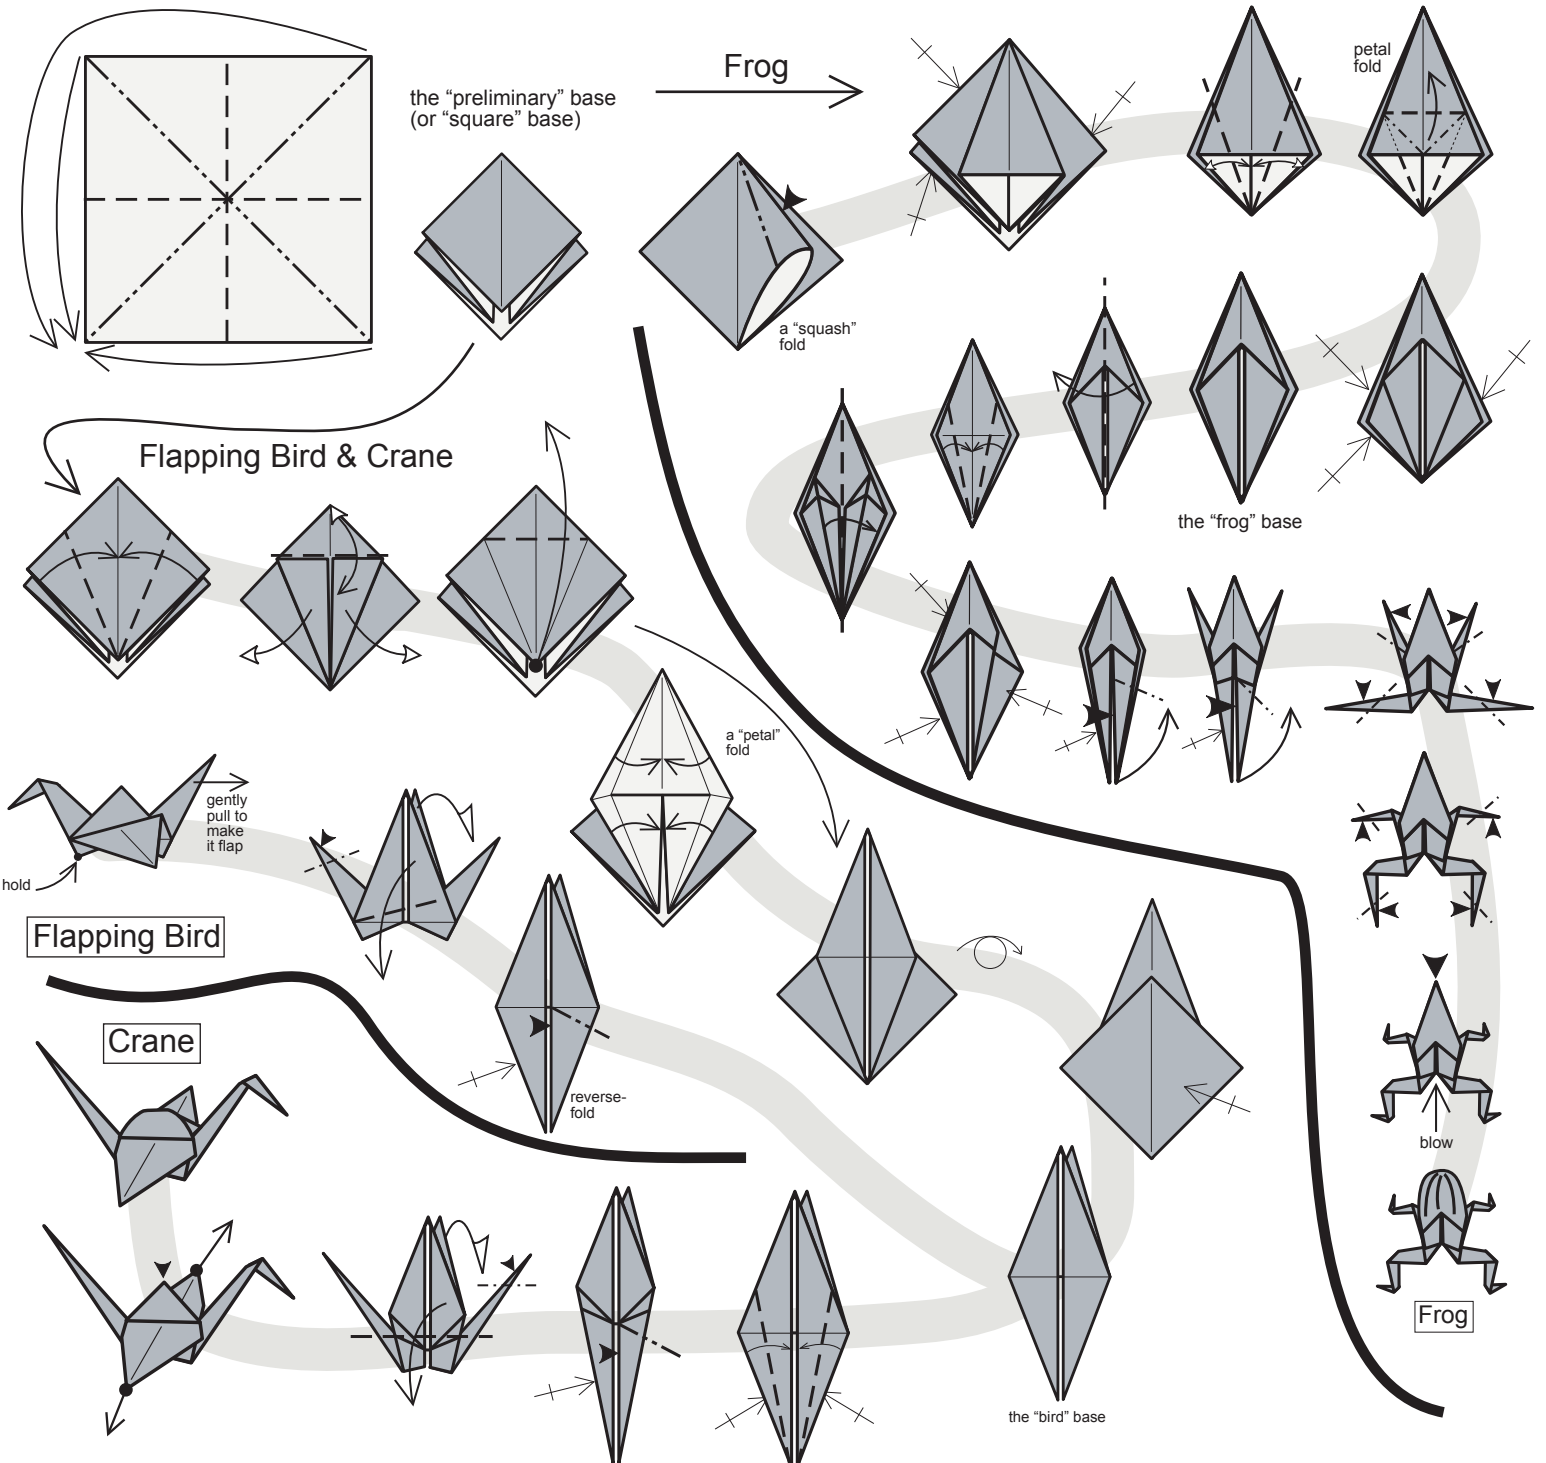 the “preliminary” base
(or “square” base)
Frog
petal
fold
a “squash”
fold
the “frog” base
Flapping Bird & Crane
a “petal”
fold
gently
pull to
make
it flap
hold
Flapping Bird
reverse-
fold
Crane
the “bird” base
blow
Frog